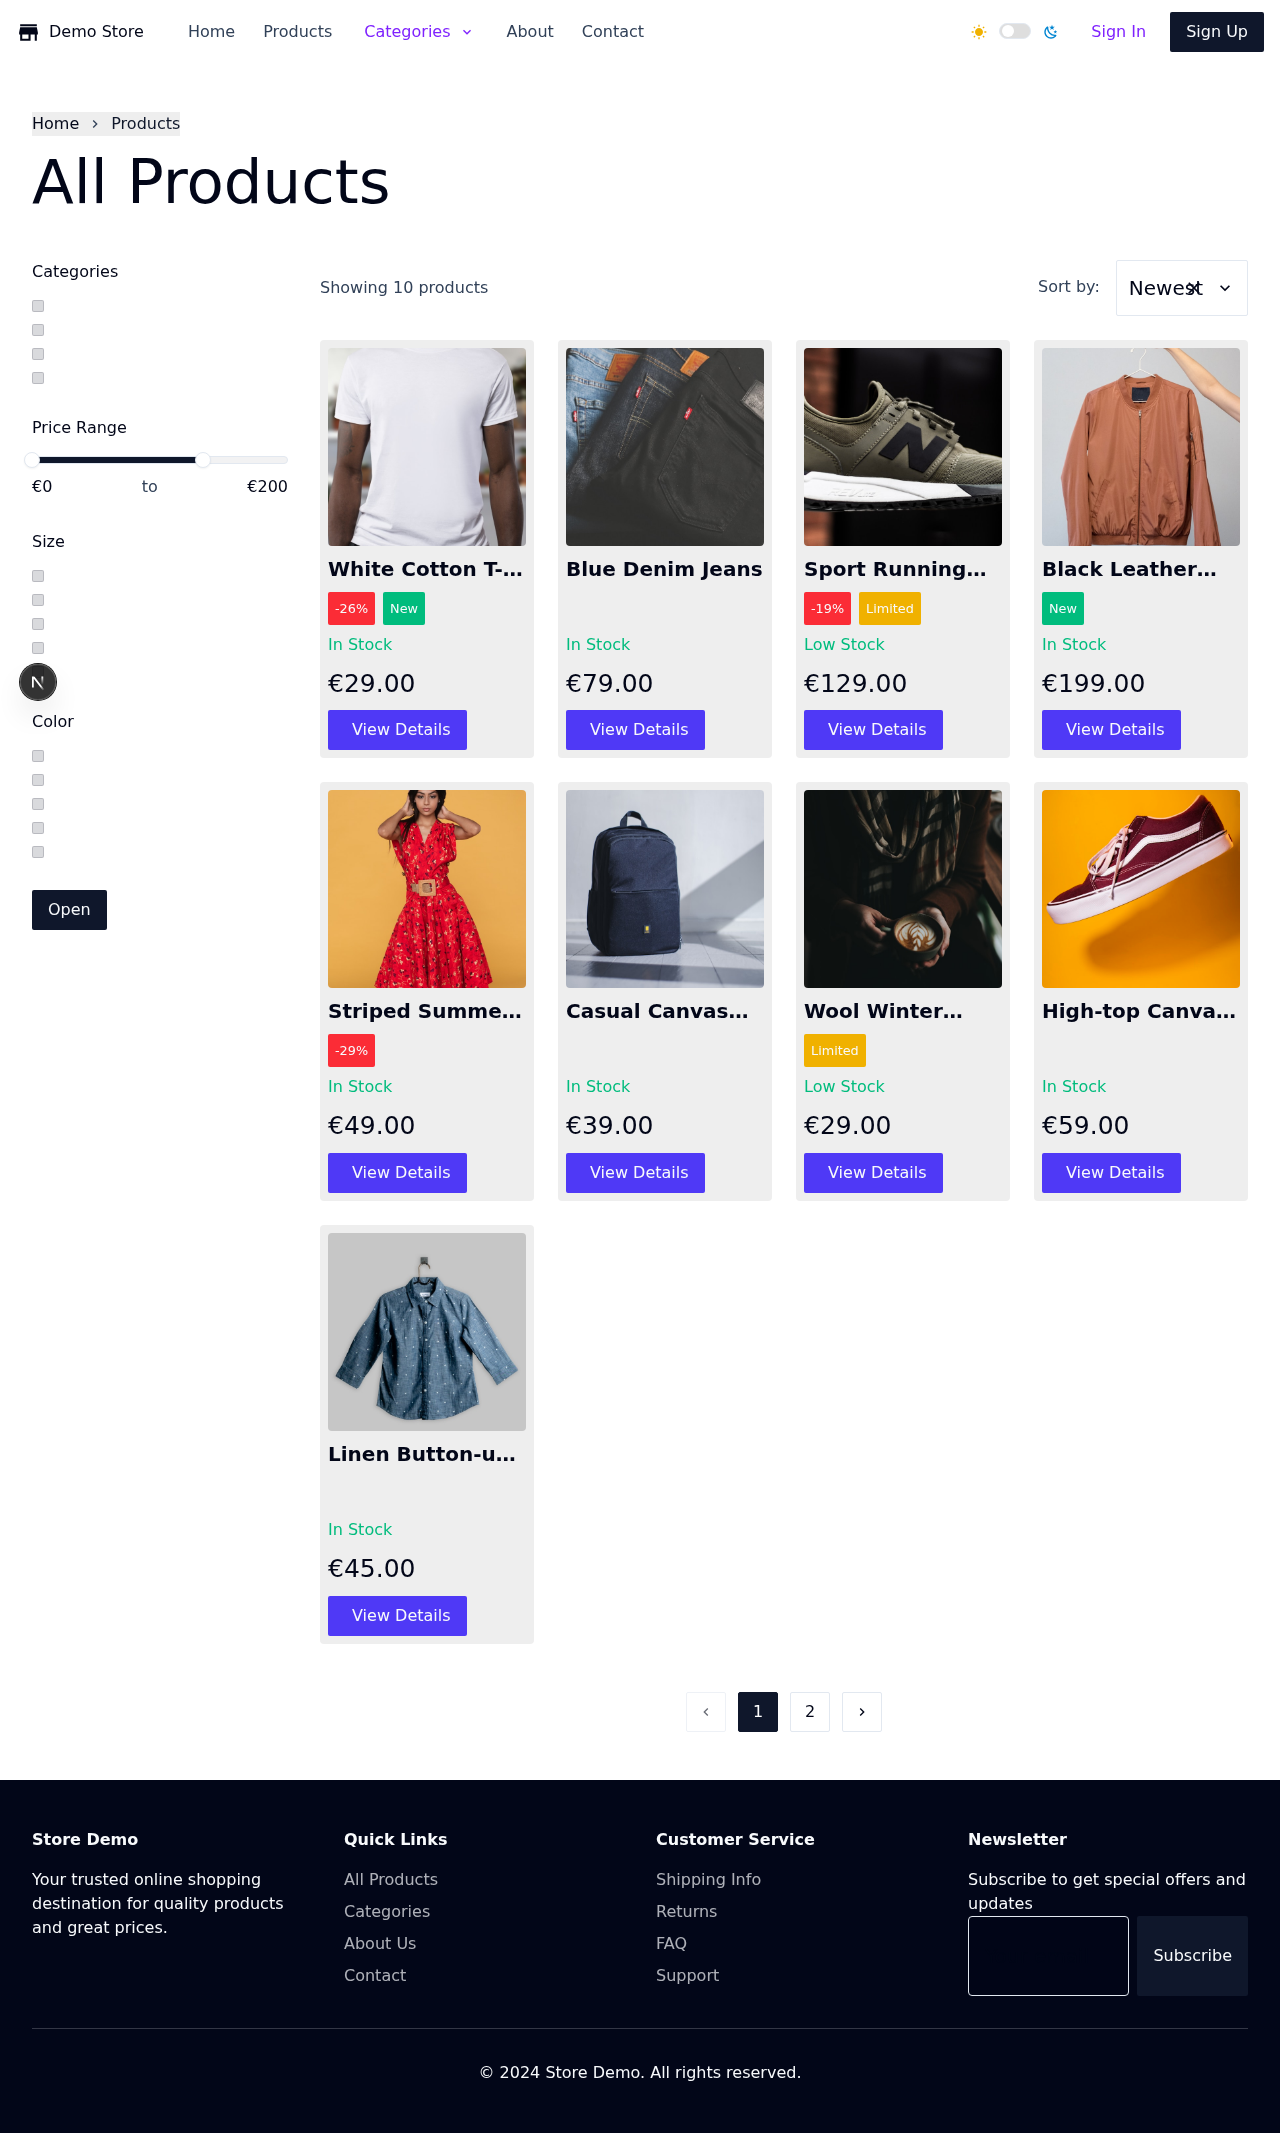 Demo Store
Home
Products
Categories
About
Contact
Sign In
Sign Up
Home
Products
All Products
Categories
Showing 10 products
Sort by:
Newest
Price Range
€0
to
€200
Size
N
Color
Open
White Cotton T-...
-26%
New
In Stock
€29.00
View Details
Blue Denim Jeans
In Stock
€79.00
View Details
N
Sport Running...
-19%
Limited
Low Stock
€129.00
View Details
Black Leather...
New
In Stock
€199.00
View Details
Striped Summe...
-29%
In Stock
€49.00
View Details
Casual Canvas...
In Stock
€39.00
View Details
Wool Winter...
Limited
Low Stock
€29.00
View Details
High-top Canva...
In Stock
€59.00
View Details
Linen Button-u...
In Stock
€45.00
View Details
1
2
Store Demo
Your trusted online shopping
destination for quality products
and great prices.
Quick Links
All Products
Categories
About Us
Contact
Customer Service
Shipping Info
Returns
FAQ
Support
Newsletter
Subscribe to get special offers and
updates
Subscribe
© 2024 Store Demo. All rights reserved.